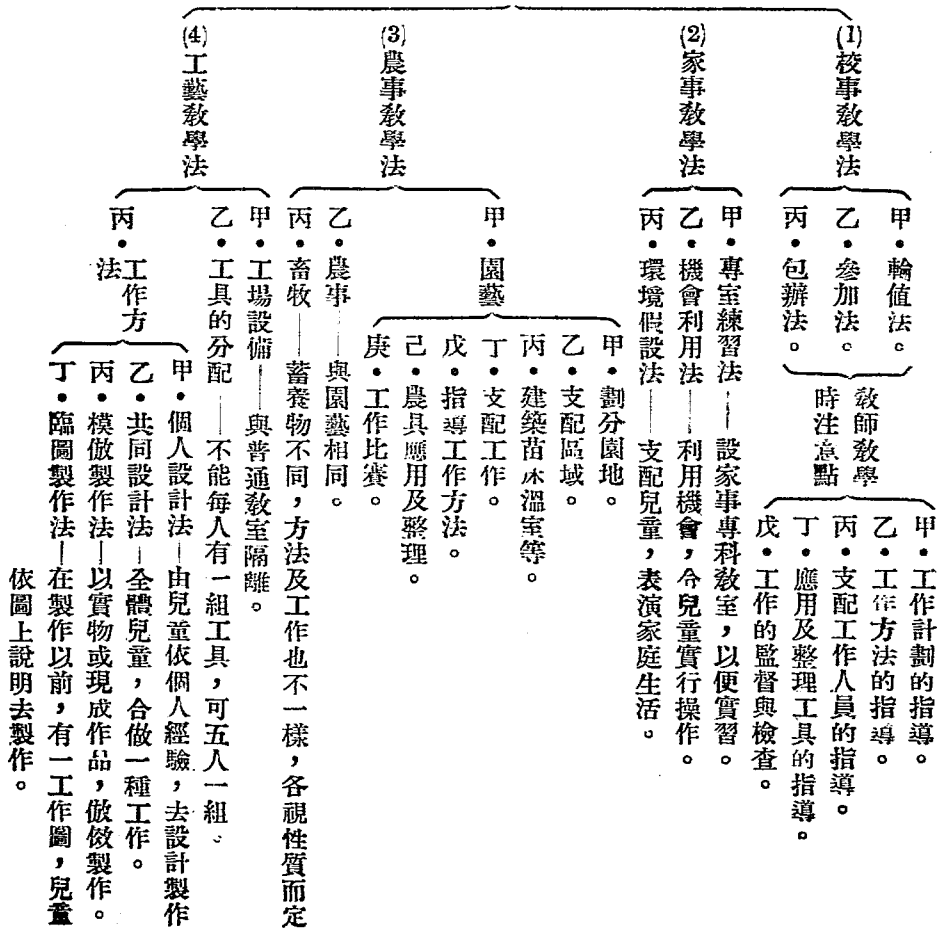 (1)校事教學法
甲・輪值法。
乙・參加法。
丙・包辦法。
教師教學
時注意點
甲・工作計劃的指導。
乙・工作方法的指導。
丙・支配工作人員的指導。
丁・應用及整理工具的指導。
戊・工作的監督與檢查。
(2)家事教學法
甲・專室練習法——設家事專科教室,以便實習。
乙・機會利用法——利用機會,令兒童實行操作。
丙・環境假設法——支配兒童,表演家庭生活。
(3)農事教學法
甲・園藝
甲・劃分園地。
乙・支配區域。
丙・建築苗床溫室等。
丁・支配工作。
戊・指導工作方法。
己・農具應用及整理。
庚・工作比賽。
乙・農事——與園藝相同。
丙・畜牧——蓄養物不同,方法及工作也不一樣,各視性質而定
(4)工藝教學法
甲・工場設備——與普通教室隔離。
乙・工具的分配——不能每人有一組工具,可五人一組。
丙・工作方
法
甲・個人設計法—由兒童依個人經驗,去設計製作
乙・共同設計法—全體兒童,合做一種工作。
丙・模倣製作法—以實物或現成作品,倣做製作。
丁・臨圖製作法—在製作以前,有一工作圖,兒童
依圖上說明去製作。